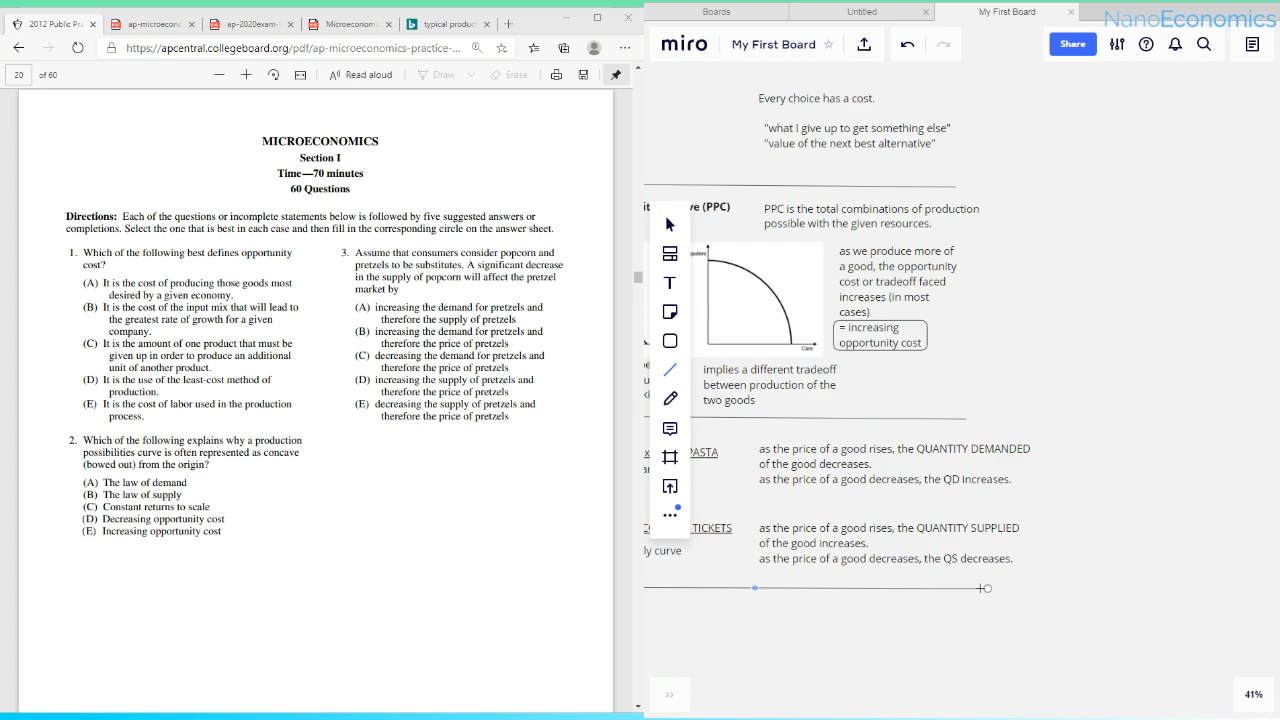 2012 Public Pra
ap-microecono
ap-2020exam-
Microeconomi
typical produc
https://apcentral.collegeboard.org/pdf/ap-microeconomics-practice-...
20 of 60
Read aloud
Draw
Erase
MICROECONOMICS
Section I
Time—70 minutes
60 Questions
Directions: Each of the questions or incomplete statements below is followed by five suggested answers or
completions. Select the one that is best in each case and then fill in the corresponding circle on the answer sheet.
1. Which of the following best defines opportunity
cost?
(A) It is the cost of producing those goods most
desired by a given economy.
(B) It is the cost of the input mix that will lead to
the greatest rate of growth for a given
company.
(C) It is the amount of one product that must be
given up in order to produce an additional
unit of another product.
(D) It is the use of the least-cost method of
production.
(E) It is the cost of labor used in the production
process.
2. Which of the following explains why a production
possibilities curve is often represented as concave
(bowed out) from the origin?
(A) The law of demand
(B) The law of supply
(C) Constant returns to scale
(D) Decreasing opportunity cost
(E) Increasing opportunity cost
3. Assume that consumers consider popcorn and
pretzels to be substitutes. A significant decrease
in the supply of popcorn will affect the pretzel
market by
(A) increasing the demand for pretzels and
therefore the supply of pretzels
(B) increasing the demand for pretzels and
therefore the price of pretzels
(C) decreasing the demand for pretzels and
therefore the price of pretzels
(D) increasing the supply of pretzels and
therefore the price of pretzels
(E) decreasing the supply of pretzels and
therefore the price of pretzels
Boards
Untitled
My First Board
NanoEconomics
miro
My First Board
Share
Every choice has a cost.
"what I give up to get something else"
"value of the next best alternative"
(PPC)
PPC is the total combinations of production
possible with the given resources.
as we produce more of
a good, the opportunity
cost or tradeoff faced
increases (in most
cases)
= increasing
opportunity cost
Cars
implies a different tradeoff
between production of the
two goods
PASTA
as the price of a good rises, the QUANTITY DEMANDED
of the good decreases.
as the price of a good decreases, the QD increases.
TICKETS
as the price of a good rises, the QUANTITY SUPPLIED
of the good increases.
as the price of a good decreases, the QS decreases.
ly curve
41%